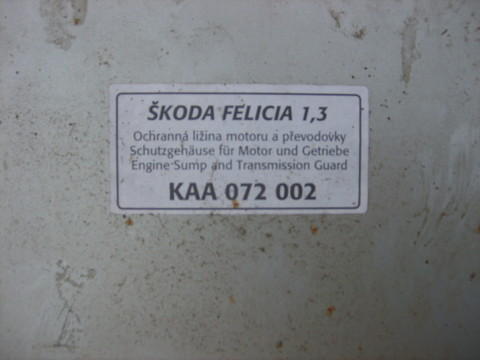 ŠKODA FELICIA 1,3
Ochranná ližina motoru a převodovky
Schutzgehäuse für Motor und Getriebe
Engine Sump and Transmission Guard
KAA 072 002